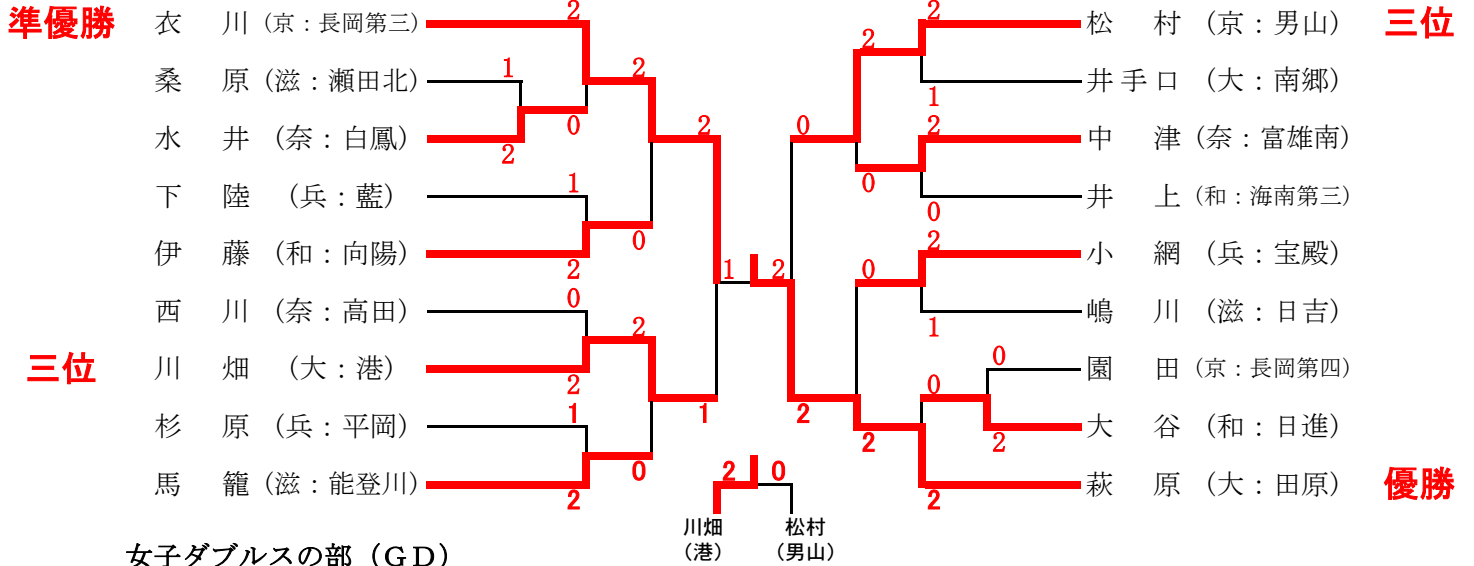 準優勝 衣 川 (京：長岡第三) 2 2 松 村 (京：男山) 三位
桑 原 (滋：瀬田北) 1 2 2 井手口 (大：南郷) 1
水 井 (奈：白鳳) 2 0 2 0 2 中 津 (奈：富雄南)
下 陸 (兵：藍) 1 0 井 上 (和：海南第三) 0
伊 藤 (和：向陽) 2 0 2 小 網 (兵：宝殿)
西 川 (奈：高田) 0 1 2 0 1 嶋 川 (滋：日吉)
三位 川 畑 (大：港) 2 2 0 園 田 (京：長岡第四)
杉 原 (兵：平岡) 1 1 2 2 0 2 大 谷 (和：日進)
馬 籠 (滋：能登川) 2 0 2 0 2 萩 原 (大：田原) 優勝
川畑 松村
(港) (男山)
女子ダブルスの部（GD）